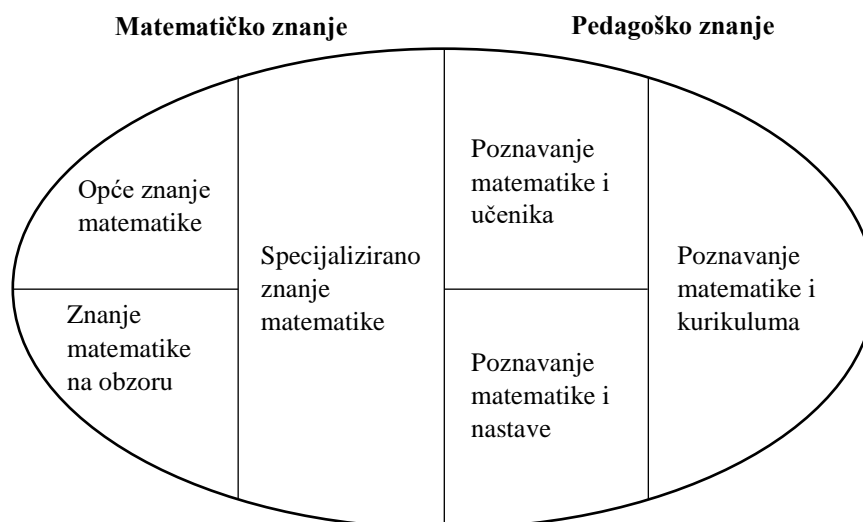 Matematičko znanje
Pedagoško znanje
Opće znanje
matematike
Znanje
matematike
na obzoru
Specijalizirano
znanje
matematike
Poznavanje
matematike i
učenika
Poznavanje
matematike i
nastave
Poznavanje
matematike i
kurikuluma